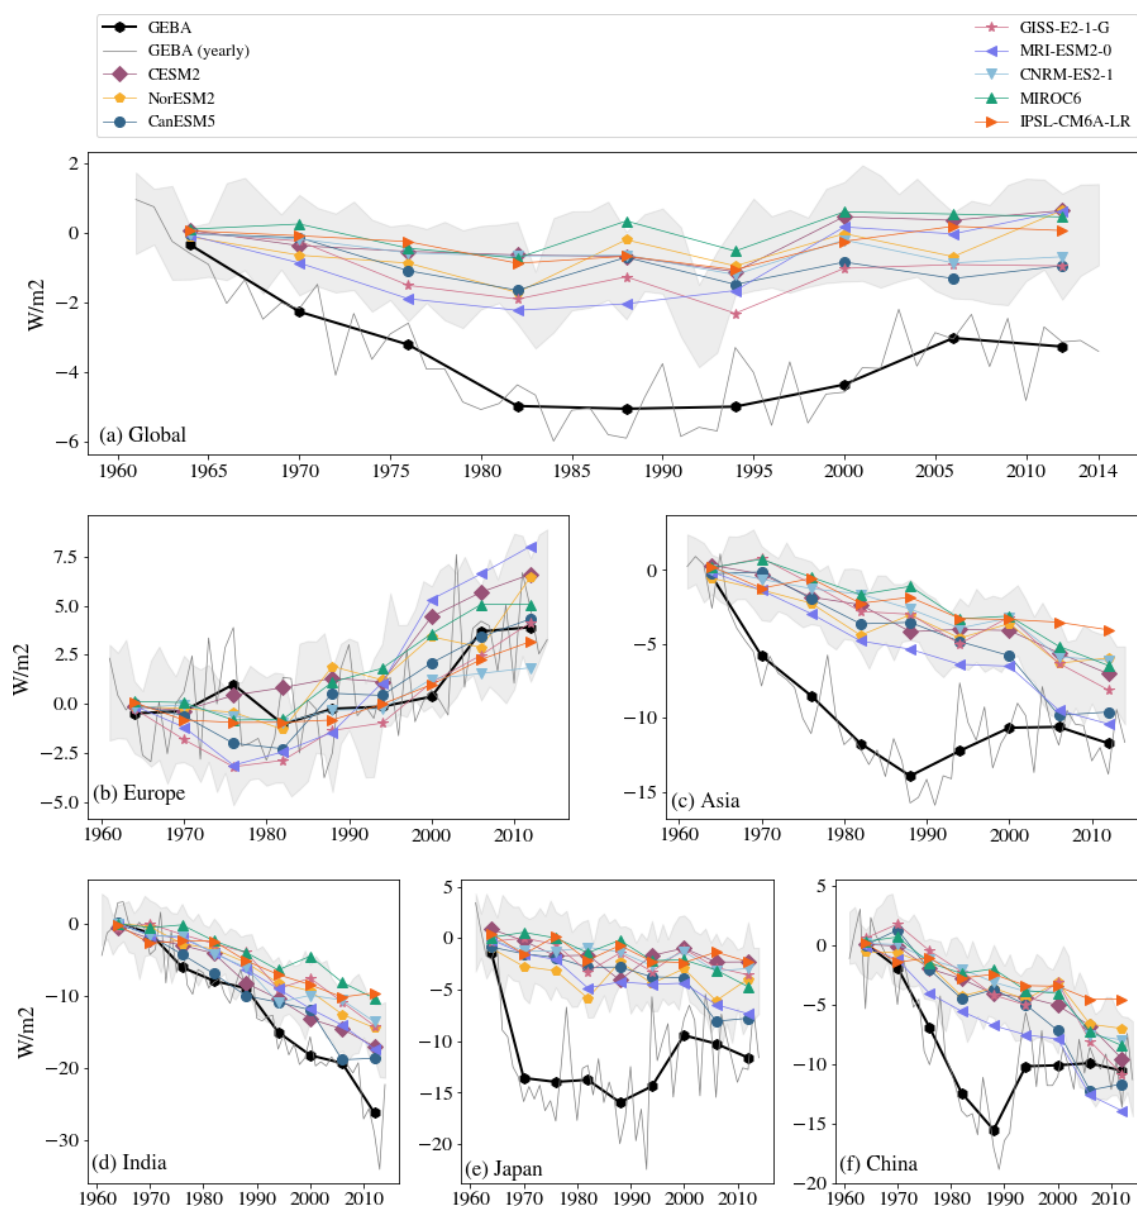 GEBA
GEBA (yearly)
CESM2
NorESM2
CanESM5
GISS-E2-1-G
MRI-ESM2-0
CNRM-ES2-1
MIROC6
IPSL-CM6A-LR
2
0
−2
−4
−6
W/m2
(a) Global
1960 1965 1970 1975 1980 1985 1990 1995 2000 2005 2010 2014
7.5
5.0
2.5
0.0
−2.5
−5.0
W/m2
(b) Europe
1960 1970 1980 1990 2000 2010
0
−5
−10
−15
(c) Asia
1960 1970 1980 1990 2000 2010
0
−10
−20
−30
W/m2
(d) India
1960 1970 1980 1990 2000 2010
5
0
−5
−10
−15
−20
(e) Japan
1960 1970 1980 1990 2000 2010
5
0
−5
−10
−15
−20
(f) China
1960 1970 1980 1990 2000 2010